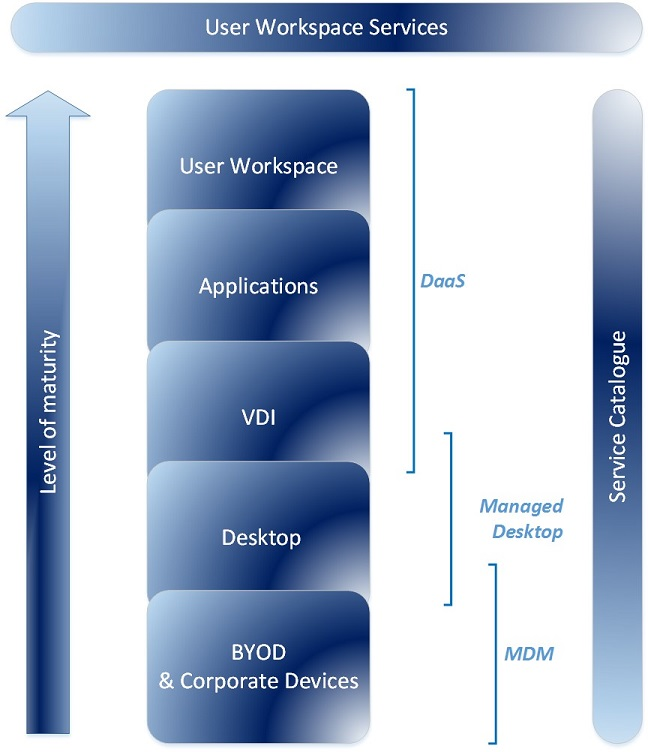 User Workspace Services
User Workspace
Applications
DaaS
VDI
Level of maturity
Service Catalogue
Managed
Desktop
Desktop
BYOD
& Corporate Devices
MDM